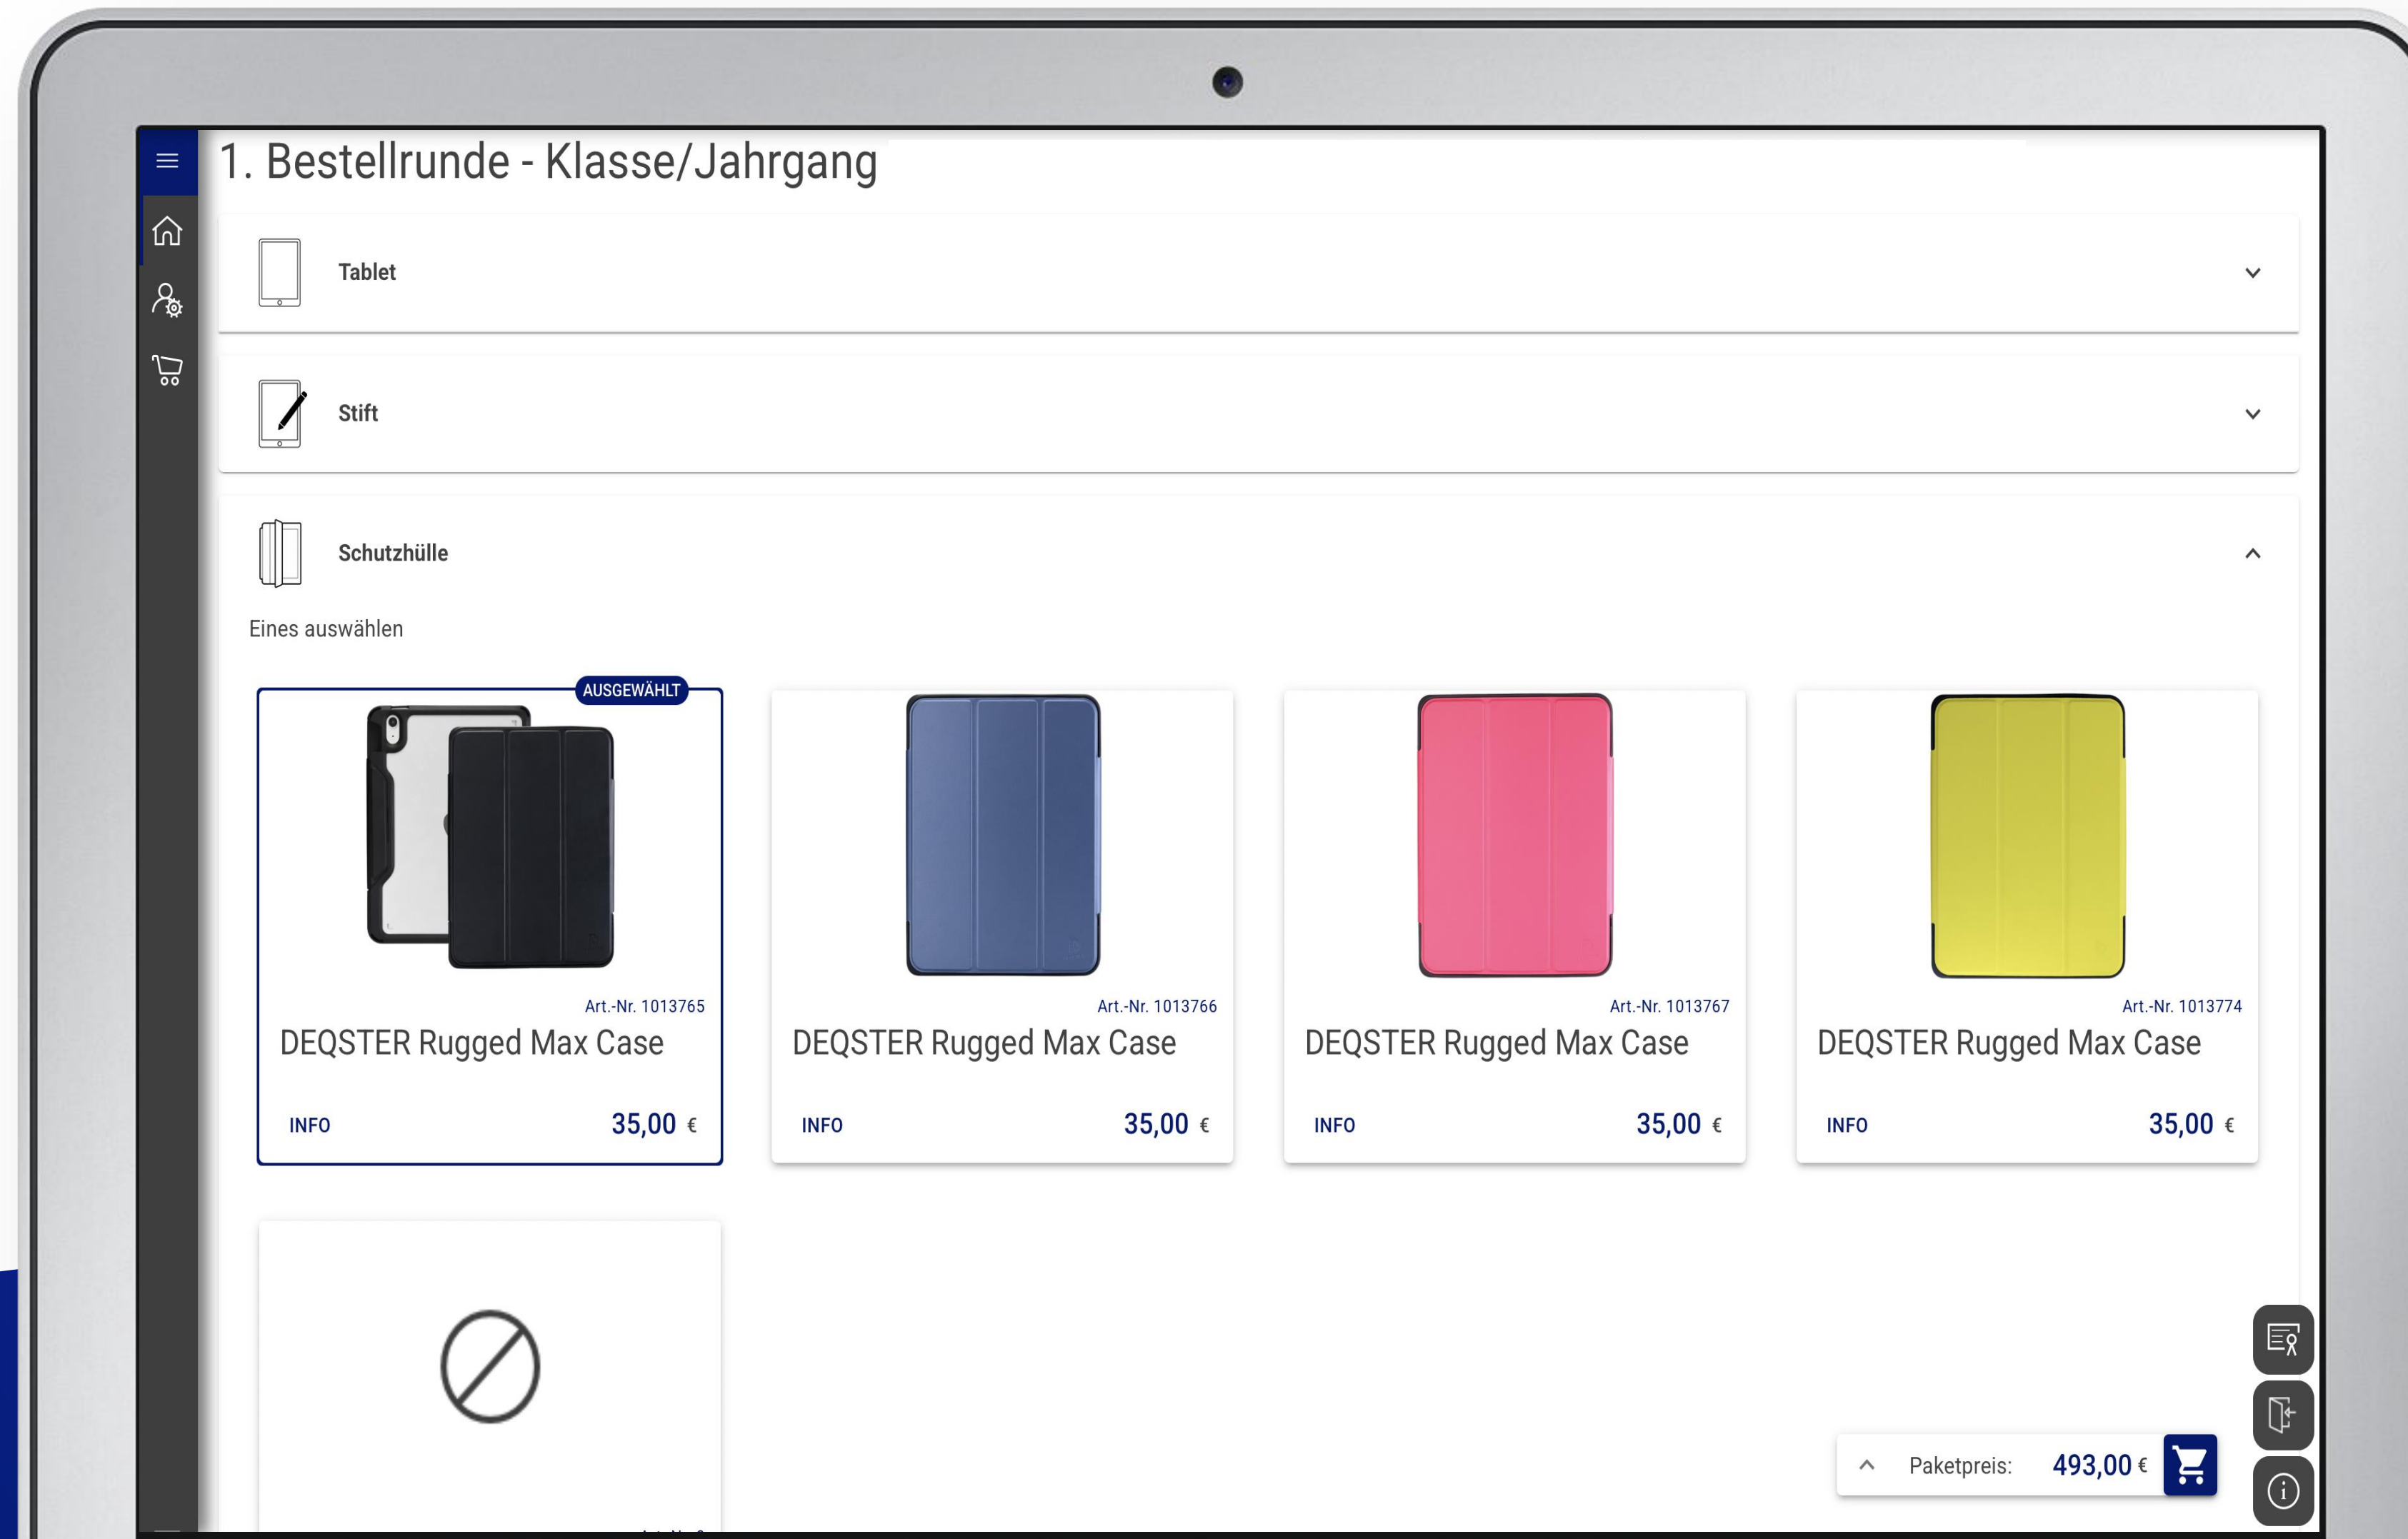 1. Bestellrunde - Klasse/Jahrgang
Tablet
Stift
Schutzhülle
Eines auswählen
AUSGEWÄHLT
Art.-Nr. 1013765
DEQSTER Rugged Max Case
INFO
35,00 €
Art.-Nr. 1013766
DEQSTER Rugged Max Case
INFO
35,00 €
Art.-Nr. 1013767
DEQSTER Rugged Max Case
INFO
35,00 €
Art.-Nr. 1013774
DEQSTER Rugged Max Case
INFO
35,00 €
Paketpreis: 493,00 €